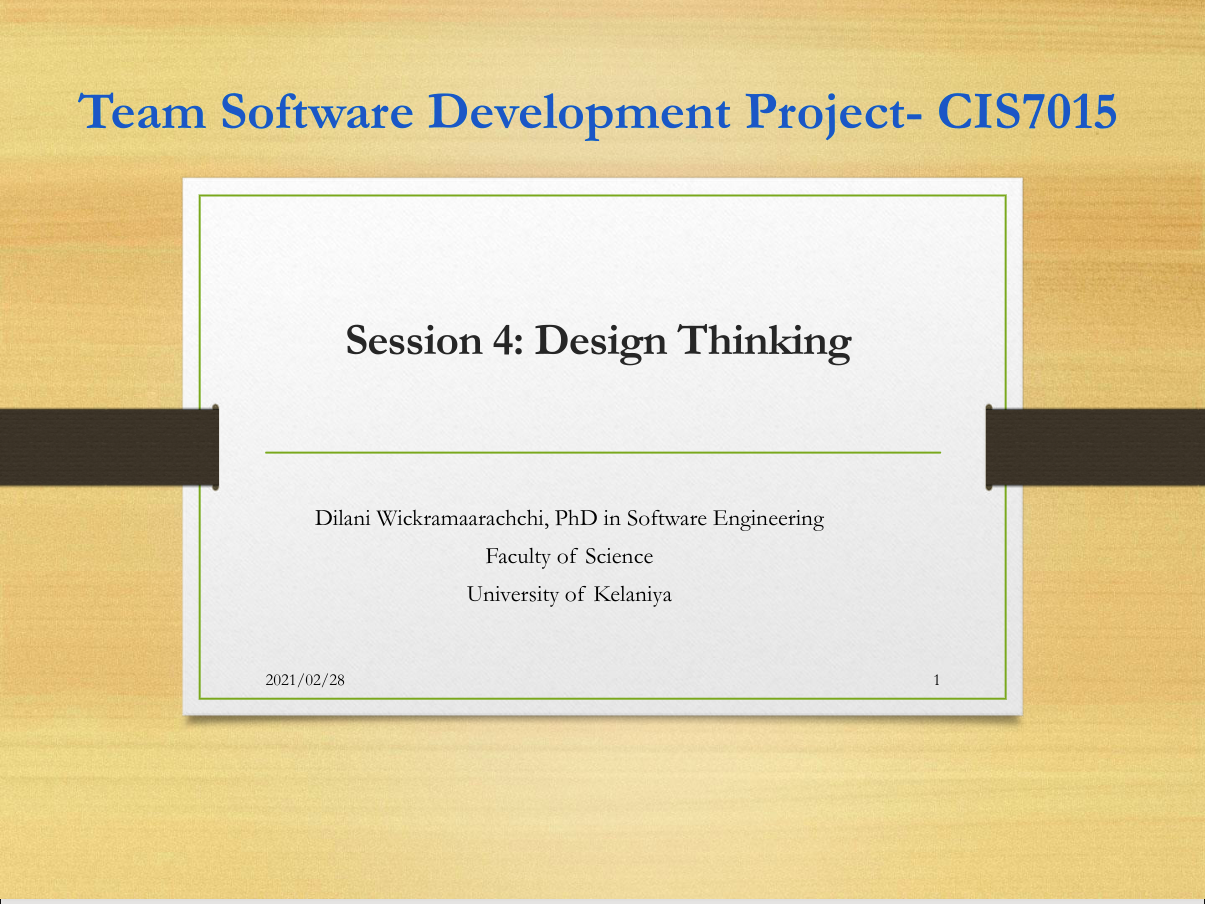 Team Software Development Project- CIS7015
Session 4: Design Thinking
Dilani Wickramaarachchi, PhD in Software Engineering
Faculty of Science
University of Kelaniya
2021/02/28
1